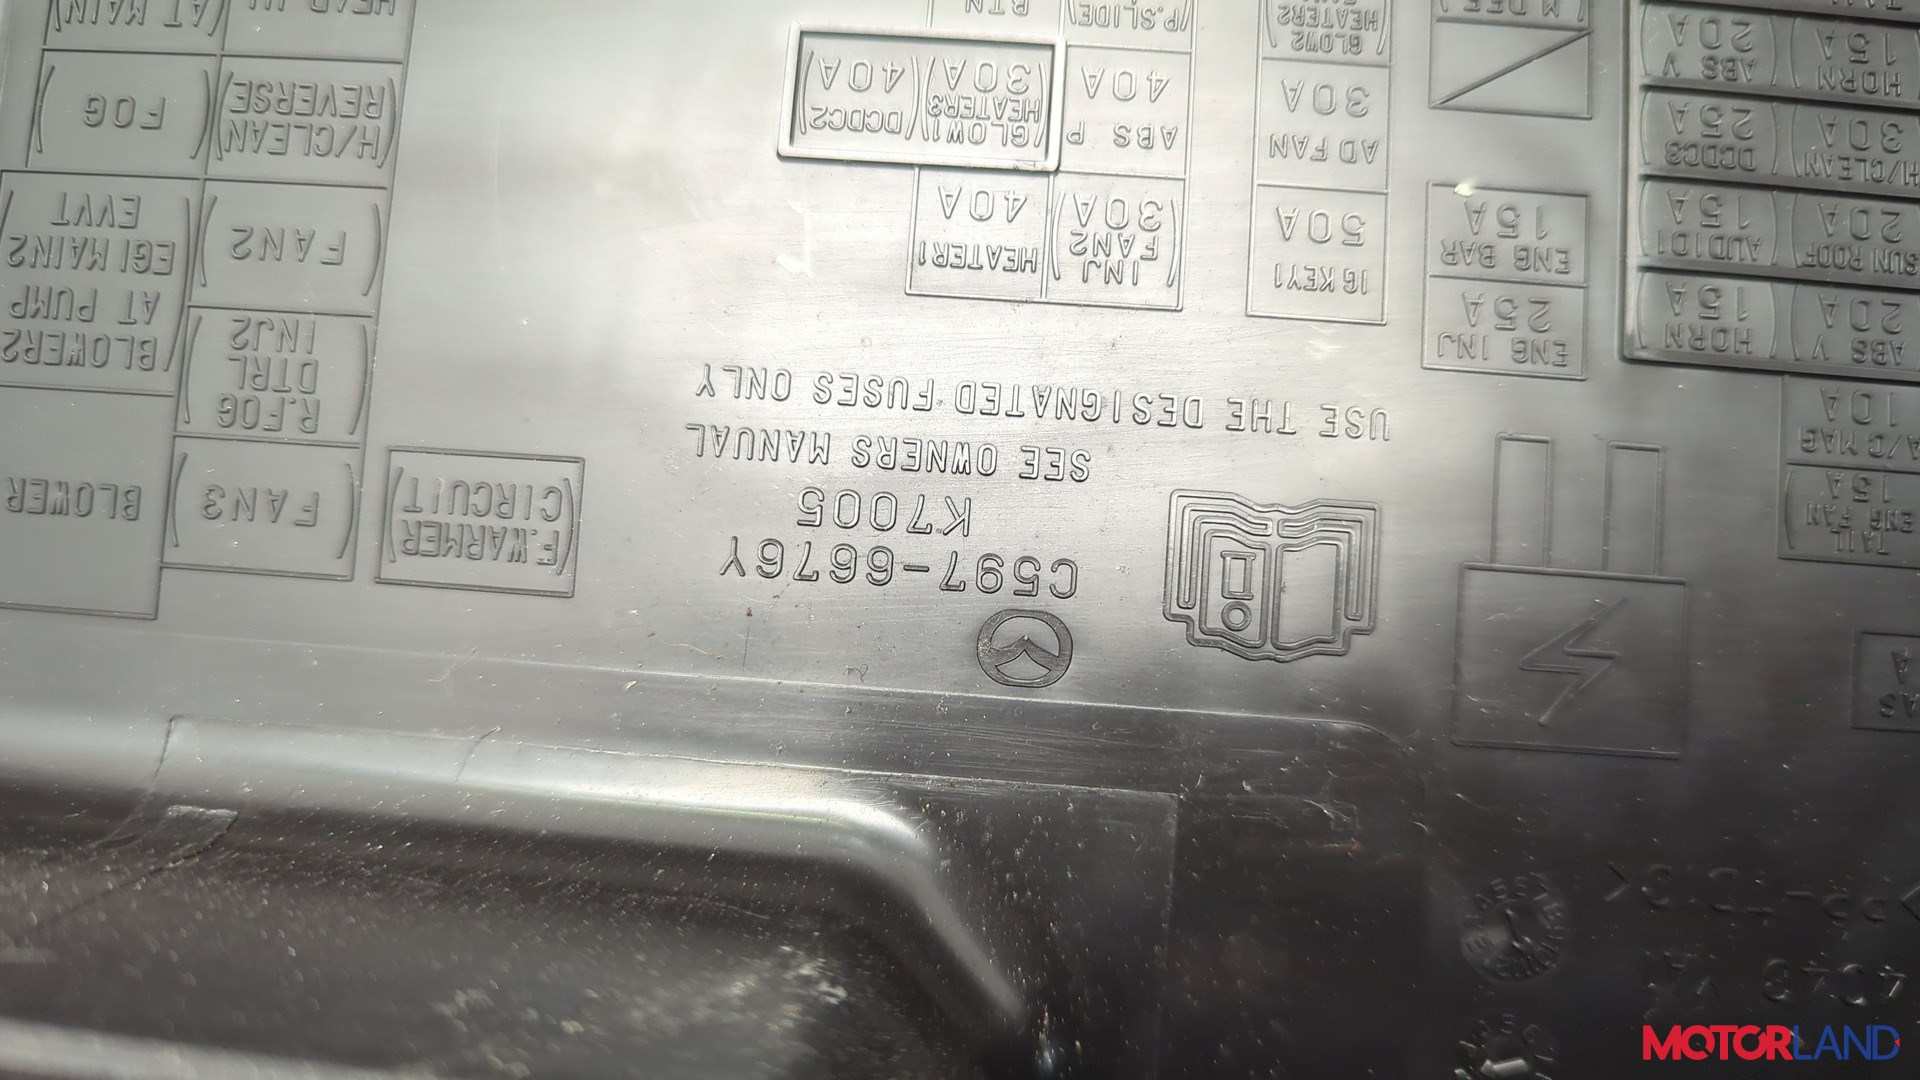 C597-6676Y
K7005
SEE OWNERS MANUAL
USE THE DESIGNATED FUSES ONLY
TAIL
ENG FAN
15A
A/C MAG
10A
ABS V
20A
HORN
15A
SUN ROOF
20A
AUDIO1
15A
H/CLEAN
30A
DCDC3
25A
HORN
15A
ABS V
20A
ENG INJ
25A
ENG BAR
15A
IG KEY1
50A
AD FAN
30A
GLOW2
HEATER2
INJ
FAN2
(30A)
HEATER1
40A
ABS P
40A
(P.SLIDE)
(GLOW1)
HEATER3
(30A)
(DCDC2)
40A
BTN
(F.WARMER
CIRCUIT)
(FAN3)
BLOWER
R.FOG
DTRL
INJ2
(FAN2)
BLOWER2
AT PUMP
EGI MAIN2
EVVT
(H/CLEAN
REVERSE)
FOG
(AT MAIN)
MOTORLAND